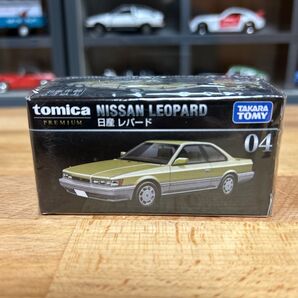 tomica
PREMIUM
NISSAN LEOPARD
日産 レパード
TAKARA
TOMY
04